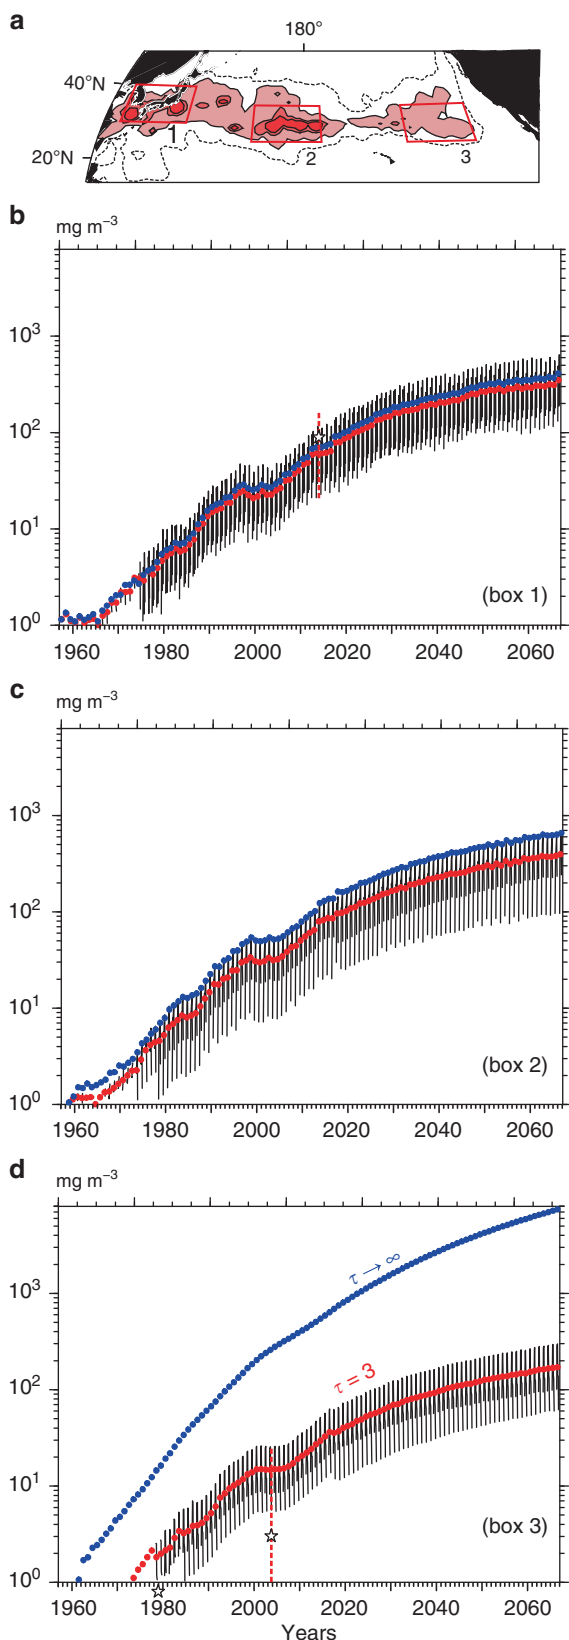 a
180°
40°N
20°N
1
2
3
b
mg m⁻³
10³
10²
10¹
10⁰
(box 1)
1960 1980 2000 2020 2040 2060
c
mg m⁻³
10³
10²
10¹
10⁰
(box 2)
1960 1980 2000 2020 2040 2060
d
mg m⁻³
10³
10²
10¹
10⁰
τ → ∞
τ = 3
(box 3)
1960 1980 2000 2020 2040 2060
Years